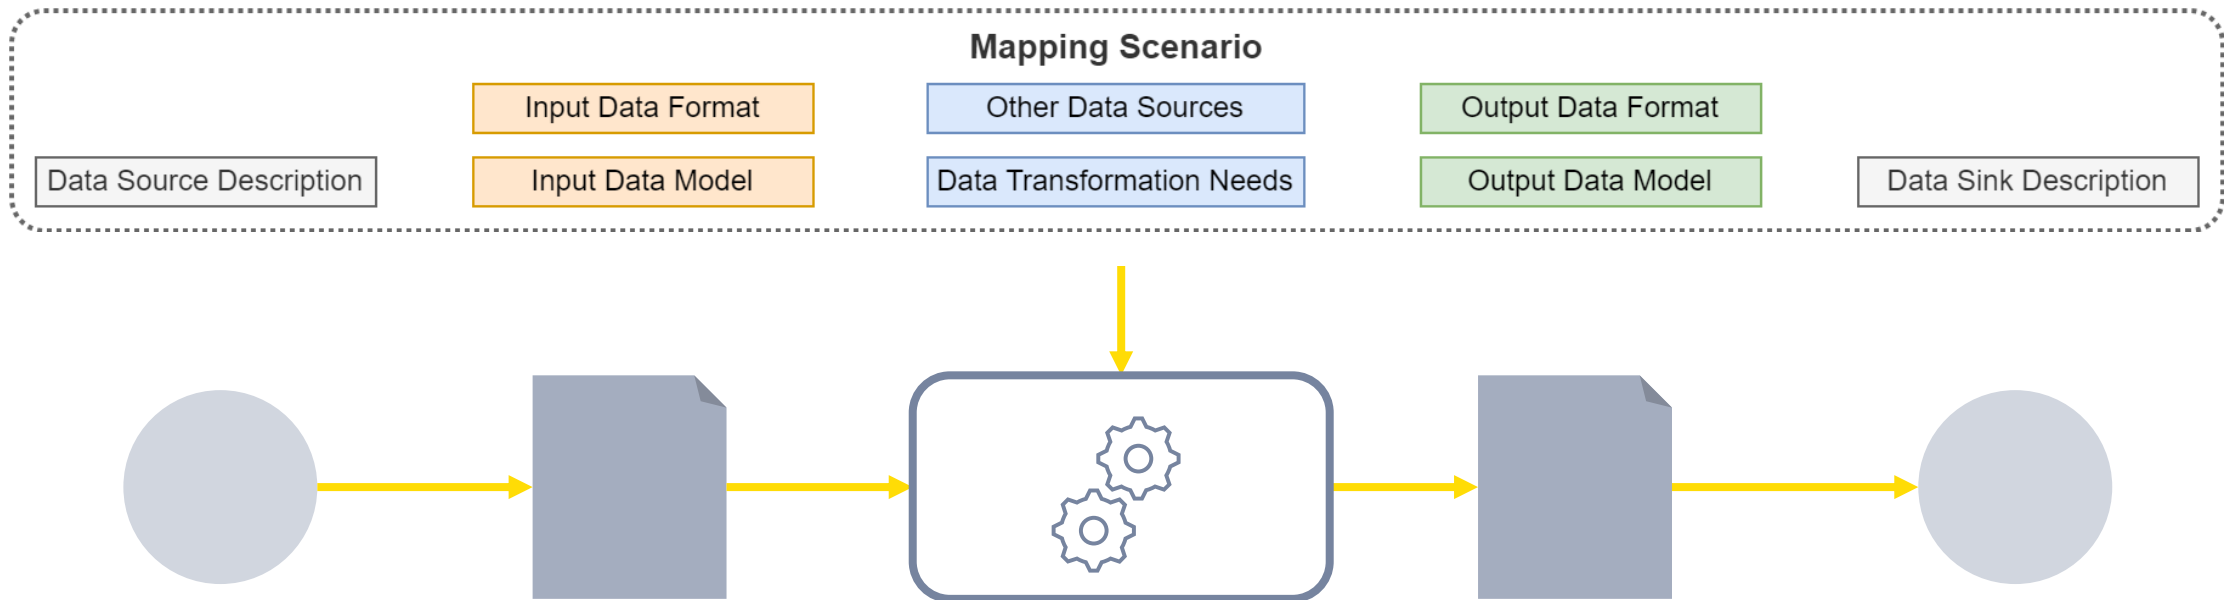 Mapping Scenario
Input Data Format
Other Data Sources
Output Data Format
Data Source Description
Input Data Model
Data Transformation Needs
Output Data Model
Data Sink Description